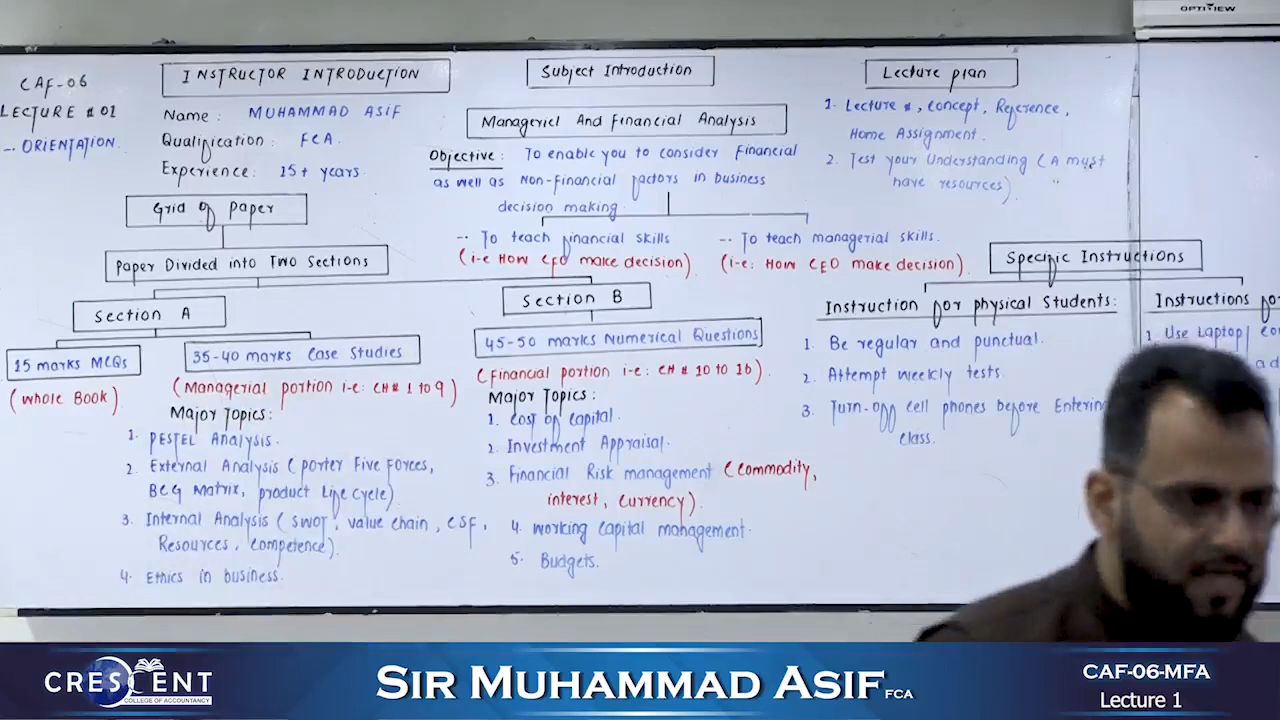 OPTIVIEW
CAF-06
LECTURE # 01
-- ORIENTATION.
INSTRUCTOR INTRODUCTION
Name: MUHAMMAD ASIF
Qualification: FCA.
Experience: 15+ years.
Grid of Paper
Paper Divided into Two Sections
Section A
15 marks MCQs
(whole Book)
35-40 marks Case Studies
(Managerial portion i-e: CH# 1 to 9)
Major Topics:
1. PESTEL Analysis.
2. External Analysis (Porter Five Forces,
BCG Matrix, product Life Cycle)
3. Internal Analysis (SWOT, value chain, CSF,
Resources, competence).
4. Ethics in business.
Subject Introduction
Manageriel And Financial Analysis
Objective: To enable you to consider Financial
as well as Non-financial factors in business
decision making.
-- To teach financial skills
(i-e HOW CFO make decision)
-- To teach managerial skills.
(i-e: HOW CEO make decision).
Section B
45-50 marks Numerical Questions
(Financial portion i-e: CH # 10 to 16).
Major Topics:
1. Cost of Capital.
2. Investment Appraisal.
3. Financial Risk management (Commodity,
interest, Currency).
4. Working Capital management.
5. Budgets.
Lecture plan
1. Lecture #, Concept, Reference,
Home Assignment.
2. Test your Understanding (A must
have resources).
Specific Instructions
Instruction for physical Students:
1. Be regular and punctual.
2. Attempt weekly tests.
3. Turn-off cell phones before Entering
class.
Instructions
1. Use Laptop/
CRESCENT
COLLEGE OF ACCOUNTANCY
SIR MUHAMMAD ASIF FCA
CAF-06-MFA
Lecture 1